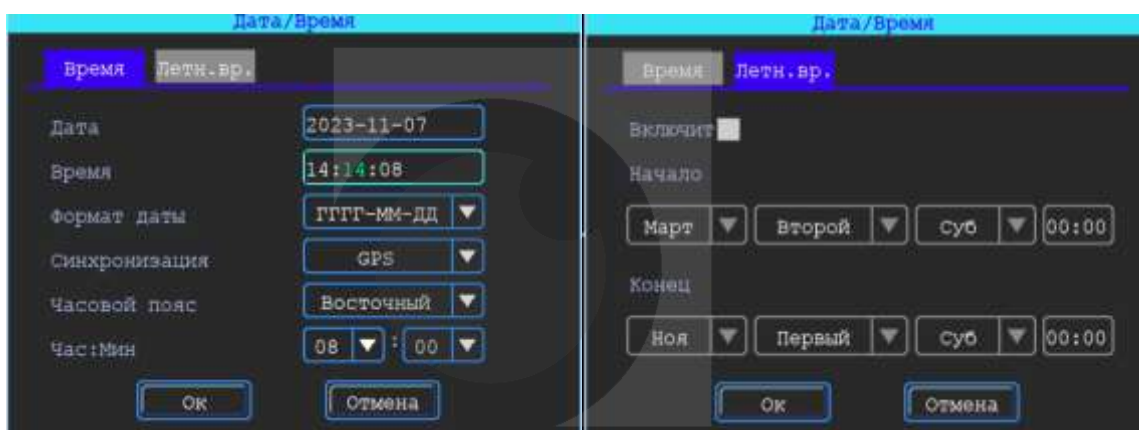 Дата/Время
Время Летн.вр.
Дата 2023-11-07
Время 14:14:08
Формат даты ГГГГ-ММ-ДД
Синхронизация GPS
Часовой пояс Восточный
Час:Мин 08 : 00
Ок Отмена
Дата/Время
Время Летн.вр.
Включит
Начало
Март Второй Суб 00:00
Конец
Ноя Первый Суб 00:00
Ок Отмена